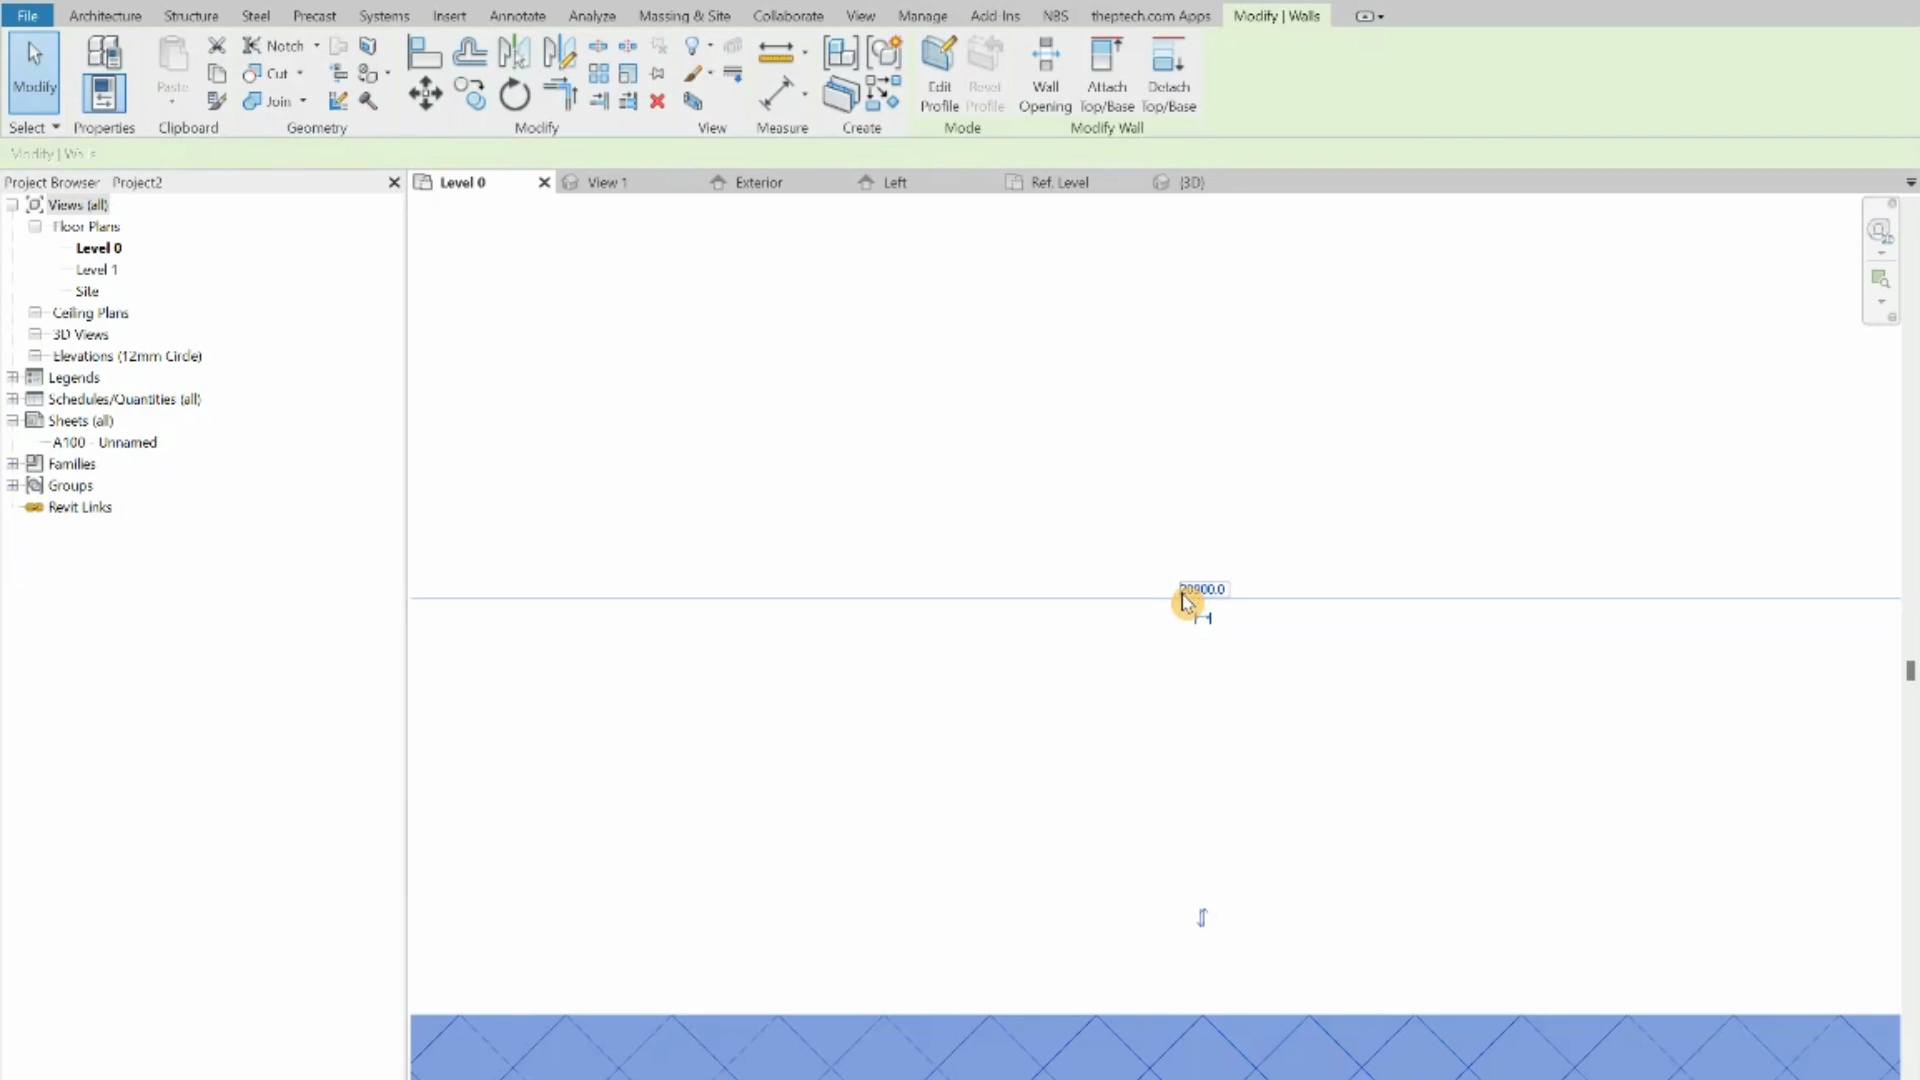 File Architecture Structure Steel Precast Systems Insert Annotate Analyze Massing & Site Collaborate View Manage Add-Ins NBS theptech.com Apps Modify | Walls
Modify
Paste
Notch
Cut
Join
Edit Profile
Reset Profile
Wall Opening
Attach Top/Base
Detach Top/Base
Select Properties Clipboard Geometry Modify View Measure Create Mode Modify Wall
Modify | Walls
Project Browser Project2
Level 0 View 1 Exterior Left Ref. Level {3D}
Views (all)
Floor Plans
Level 0
Level 1
Site
Ceiling Plans
3D Views
Elevations (12mm Circle)
Legends
Schedules/Quantities (all)
Sheets (all)
A100 - Unnamed
Families
Groups
Revit Links